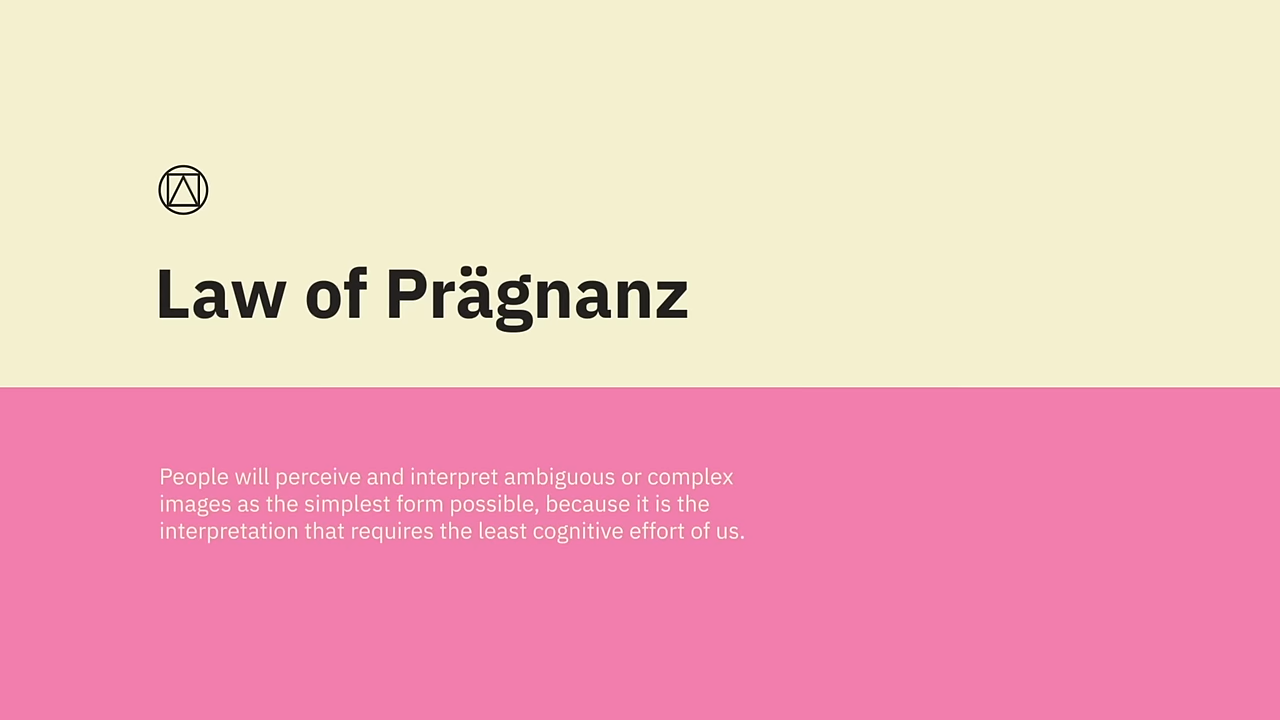 Law of Prägnanz
People will perceive and interpret ambiguous or complex
images as the simplest form possible, because it is the
interpretation that requires the least cognitive effort of us.